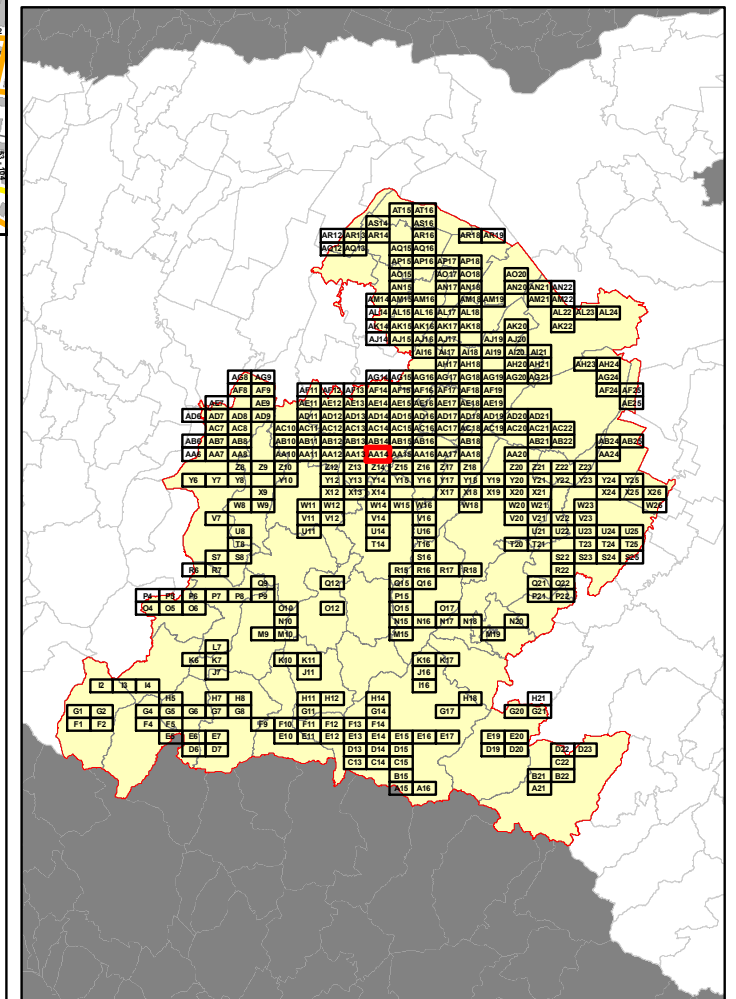 AT15 AT16
AS14 AS16
AR12 AR13 AR14 AR16 AR18 AR19
AQ12 AQ13 AQ15 AQ16
AP15 AP16 AP17 AP18
AO15 AO17 AO18 AO20
AN15 AN17 AN18 AN20 AN21 AN22
AM14 AM15 AM16 AM18 AM19 AM21 AM22
AL14 AL15 AL16 AL17 AL18 AL22 AL23 AL24
AK14 AK15 AK16 AK17 AK18 AK20 AK22
AJ14 AJ15 AJ16 AJ17 AJ19 AJ20
AI16 AI17 AI18 AI19 AI20 AI21
AH17 AH18 AH20 AH21 AH23 AH24
AG8 AG9 AG14 AG15 AG16 AG17 AG18 AG19 AG20 AG21 AG24
AF8 AF9 AF11 AF12 AF13 AF14 AF15 AF16 AF17 AF18 AF19 AF24 AF25
AE7 AE9 AE11 AE12 AE13 AE14 AE15 AE16 AE17 AE18 AE19 AE25
AD6 AD7 AD8 AD9 AD11 AD12 AD13 AD14 AD15 AD16 AD17 AD18 AD19 AD20 AD21
AC7 AC8 AC10 AC11 AC12 AC13 AC14 AC15 AC16 AC17 AC18 AC19 AC20 AC21 AC22
AB6 AB7 AB8 AB10 AB11 AB12 AB13 AB14 AB15 AB16 AB18 AB21 AB22 AB24 AB25
AA6 AA7 AA8 AA10 AA11 AA12 AA13 AA14 AA15 AA16 AA17 AA18 AA20 AA24
Z8 Z9 Z10 Z12 Z13 Z14 Z15 Z16 Z17 Z18 Z20 Z21 Z22 Z23
Y6 Y7 Y8 Y10 Y12 Y13 Y14 Y15 Y16 Y17 Y18 Y19 Y20 Y21 Y22 Y23 Y24 Y25
X9 X12 X13 X14 X17 X18 X19 X20 X21 X24 X25 X26
W8 W9 W11 W12 W14 W15 W16 W18 W20 W21 W23 W26
V7 V11 V12 V14 V16 V20 V21 V22 V23
U8 U11 U14 U16 U21 U22 U23 U24 U25
T8 T14 T16 T20 T21 T23 T24 T25
S7 S8 S16 S22 S23 S24 S25
R6 R7 R15 R16 R17 R18 R22
Q9 Q12 Q15 Q16 Q21 Q22
P4 P5 P6 P7 P8 P9 P15 P21 P22
O4 O5 O6 O10 O12 O15 O17
N10 N15 N16 N17 N18 N20
M9 M10 M15 M19
L7
K6 K7 K10 K11 K16 K17
J7 J11 J16
I2 I3 I4 I16
H5 H7 H8 H11 H12 H14 H18 H21
G1 G2 G4 G5 G6 G7 G8 G11 G17 G20 G21
F1 F2 F4 F5 F9 F10 F11 F12 F13 F14
E5 E6 E7 E10 E11 E12 E13 E14 E15 E16 E17 E19 E20
D6 D7 D13 D14 D15 D19 D20 D22 D23
C13 C14 C15 C22
B15 B21 B22
A15 A16 A21